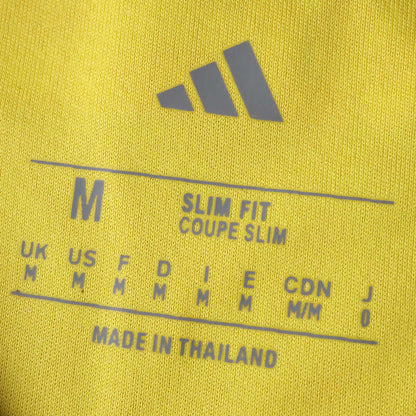 M
SLIM FIT
COUPE SLIM
UK US F D I E CDN J
M M M M M M M/M O
MADE IN THAILAND